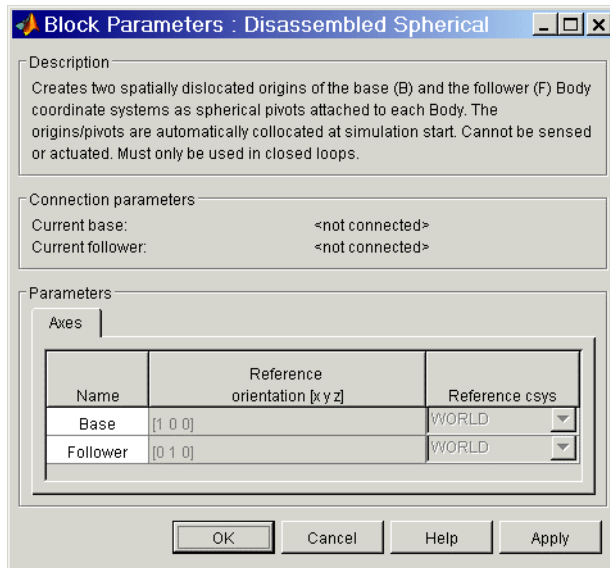 Block Parameters : Disassembled Spherical
Description
Creates two spatially dislocated origins of the base (B) and the follower (F) Body
coordinate systems as spherical pivots attached to each Body. The
origins/pivots are automatically collocated at simulation start. Cannot be sensed
or actuated. Must only be used in closed loops.
Connection parameters
Current base: <not connected>
Current follower: <not connected>
Parameters
Axes
Name Reference orientation [x y z] Reference csys
Base [1 0 0] WORLD
Follower [0 1 0] WORLD
OK Cancel Help Apply